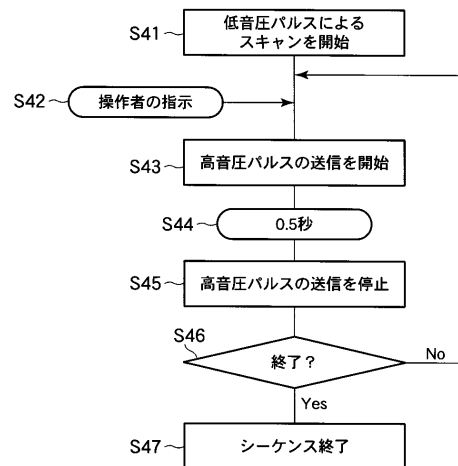 S41
低音圧パルスによる
スキャンを開始
S42
操作者の指示
S43
高音圧パルスの送信を開始
S44
0.5秒
S45
高音圧パルスの送信を停止
S46
終了？
No
Yes
S47
シーケンス終了